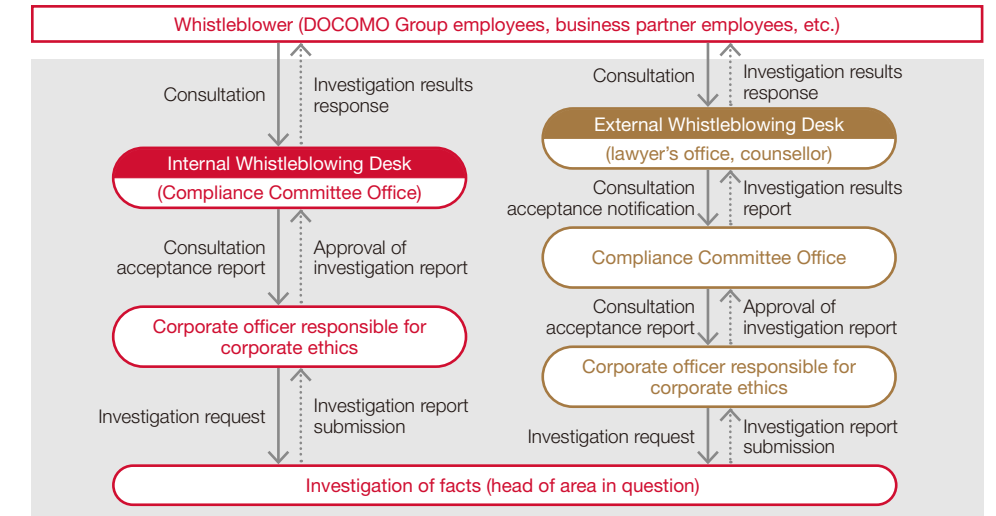 Whistleblower (DOCOMO Group employees, business partner employees, etc.)
Consultation
Investigation results
response
Internal Whistleblowing Desk
(Compliance Committee Office)
Consultation
acceptance report
Approval of
investigation report
Corporate officer responsible for
corporate ethics
Investigation request
Investigation report
submission
Consultation
Investigation results
response
External Whistleblowing Desk
(lawyer's office, counsellor)
Consultation
acceptance notification
Investigation results
report
Compliance Committee Office
Consultation
acceptance report
Approval of
investigation report
Corporate officer responsible for
corporate ethics
Investigation request
Investigation report
submission
Investigation of facts (head of area in question)